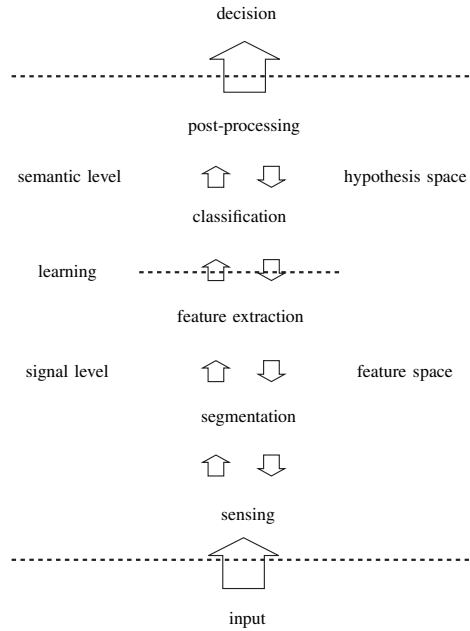 decision
post-processing
semantic level
hypothesis space
classification
learning
feature extraction
signal level
feature space
segmentation
sensing
input